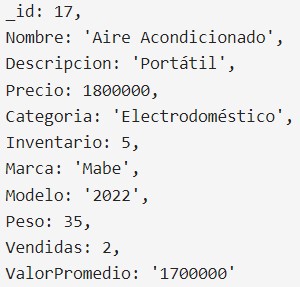 _id: 17,
Nombre: 'Aire Acondicionado',
Descripcion: 'Portátil',
Precio: 1800000,
Categoria: 'Electrodoméstico',
Inventario: 5,
Marca: 'Mabe',
Modelo: '2022',
Peso: 35,
Vendidas: 2,
ValorPromedio: '1700000'